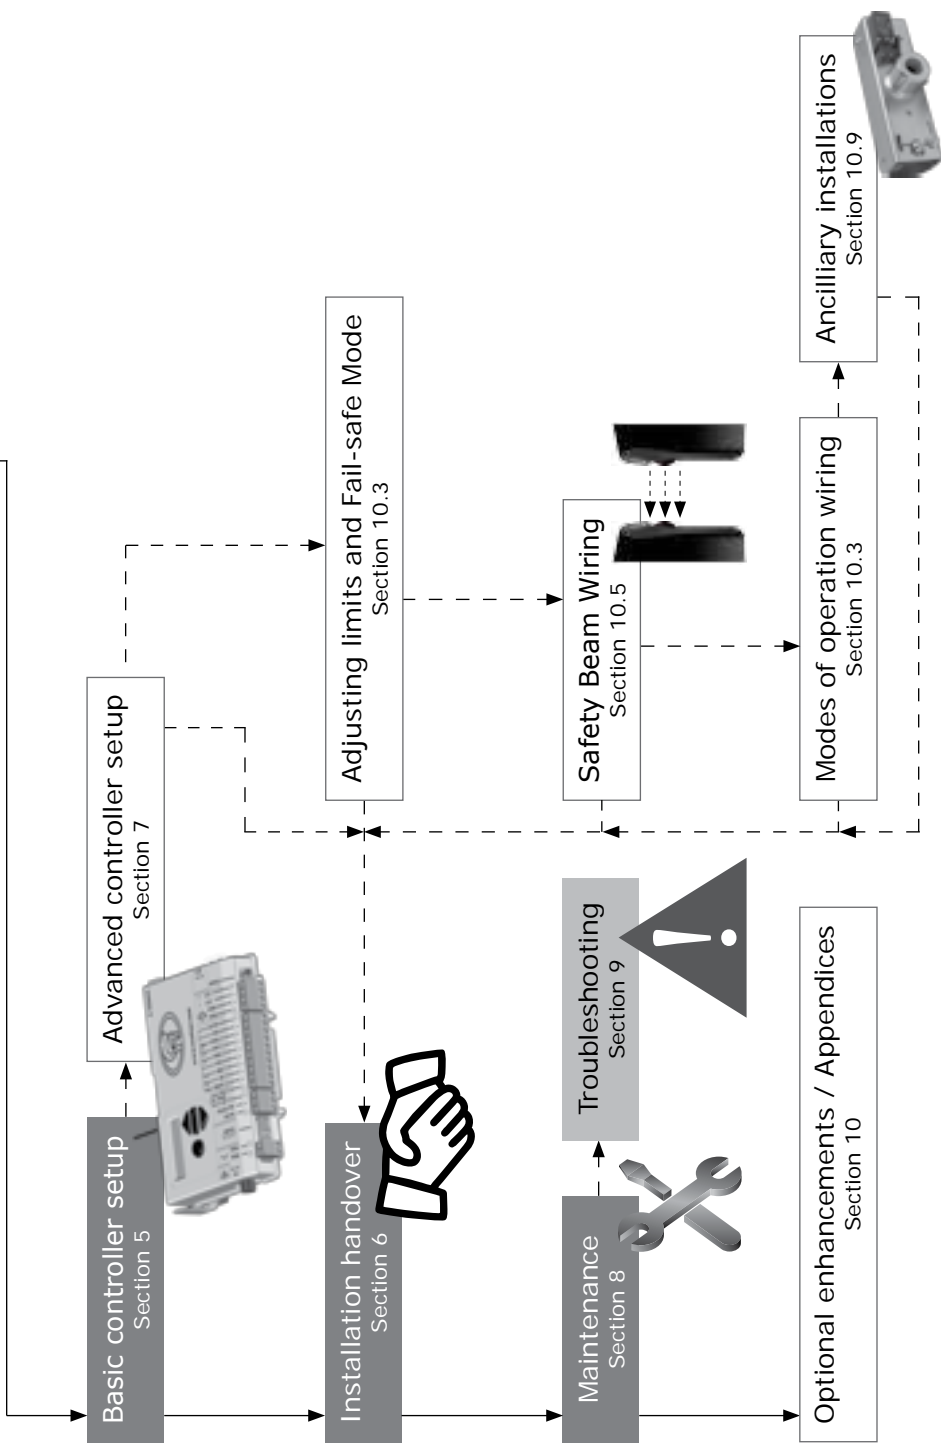 Basic controller setup
Section 5
Advanced controller setup
Section 7
Installation handover
Section 6
Adjusting limits and Fail-safe Mode
Section 10.3
Maintenance
Section 8
Troubleshooting
Section 9
Safety Beam Wiring
Section 10.5
Optional enhancements / Appendices
Section 10
Modes of operation wiring
Section 10.3
Ancilliary installations
Section 10.9